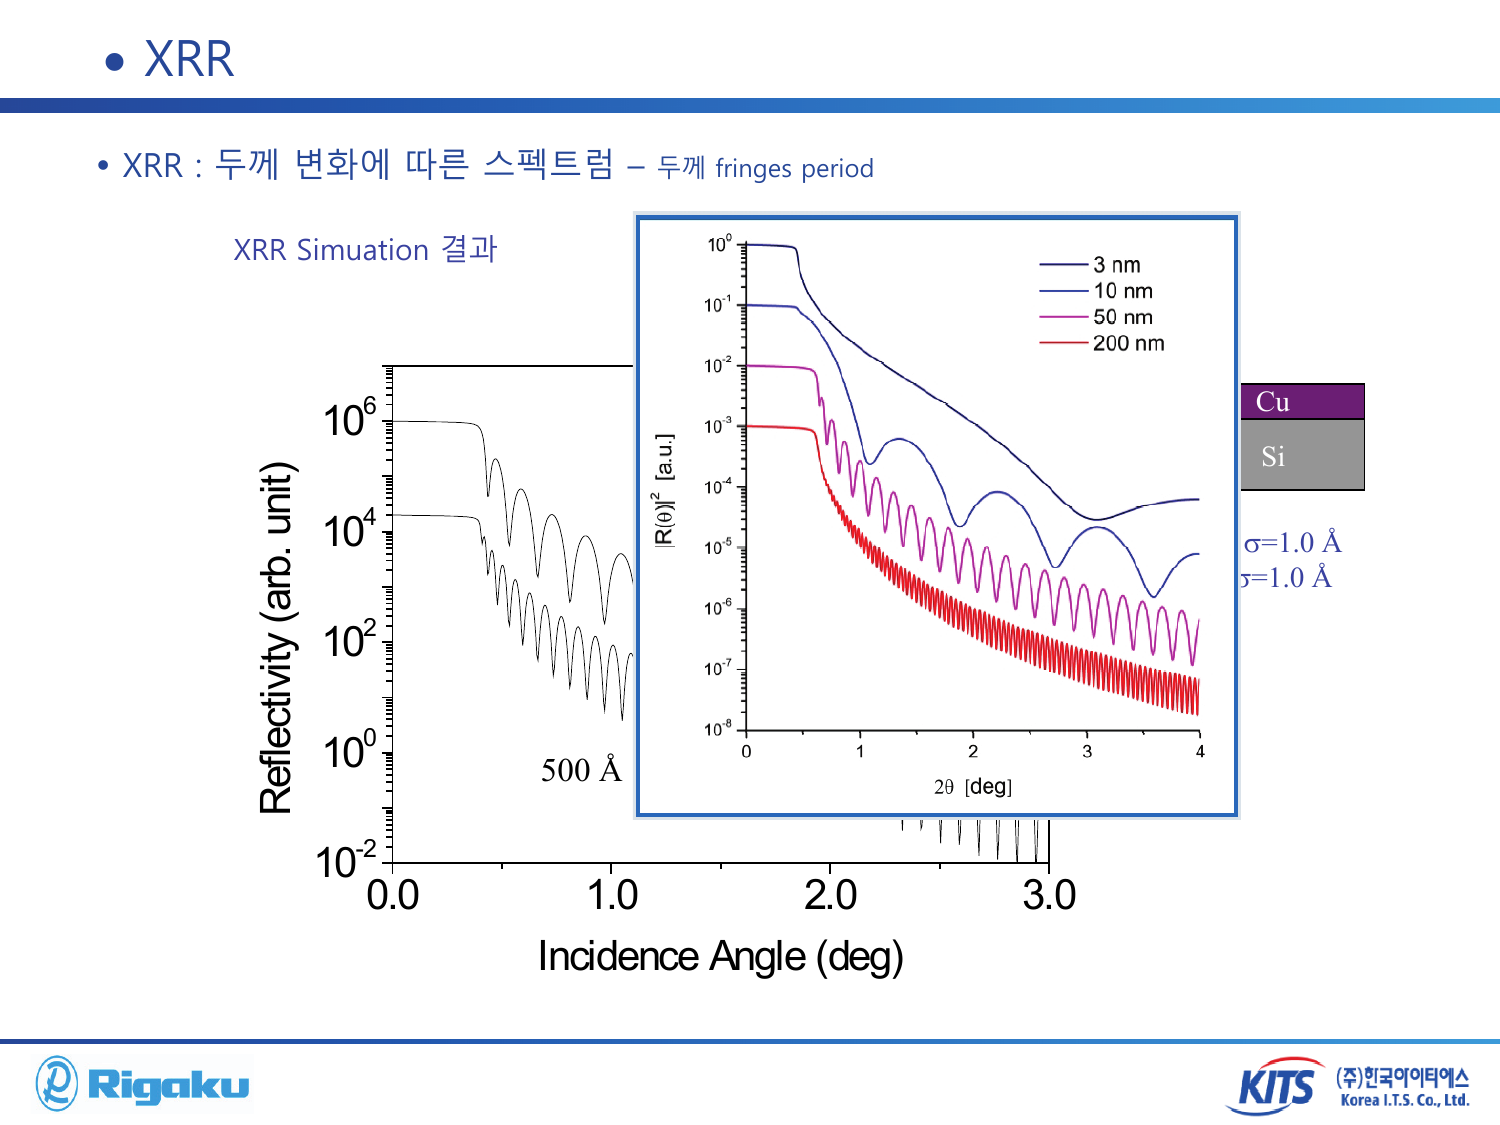 • XRR
• XRR : 두께 변화에 따른 스펙트럼 – 두께 fringes period
XRR Simuation 결과
10^0
10^-1
10^-2
10^-3
10^-4
10^-5
10^-6
10^-7
10^-8
|R(θ)|^2 [a.u.]
3 nm
10 nm
50 nm
200 nm
0 1 2 3 4
2θ [deg]
Cu
Si
σ=1.0 Å
σ=1.0 Å
10^6
10^4
10^2
10^0
10^-2
Reflectivity (arb. unit)
500 Å
0.0 1.0 2.0 3.0
Incidence Angle (deg)
Rigaku
KITS (주)한국아이티에스
Korea I.T.S. Co., Ltd.